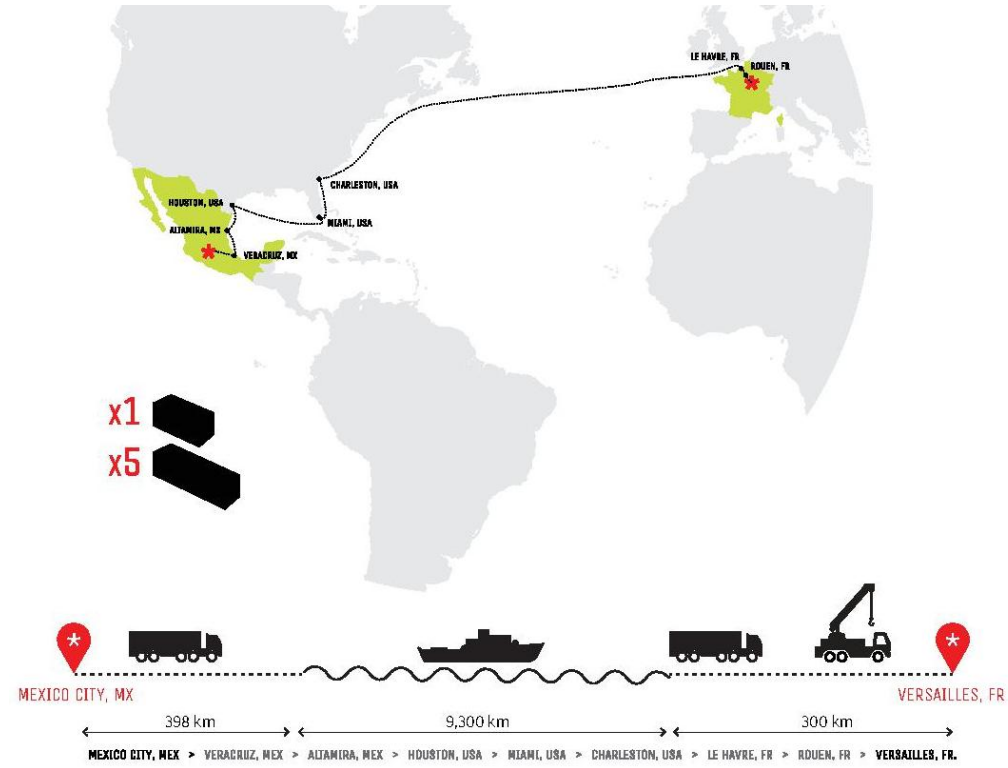 LE HAVRE, FR
ROUEN, FR
CHARLESTON, USA
HOUSTON, USA
MIAMI, USA
ALTAMIRA, MX
VERACRUZ, MX
x1
x5
MEXICO CITY, MX
VERSAILLES, FR
398 km
9,300 km
300 km
MEXICO CITY, MEX > VERACRUZ, MEX > ALTAMIRA, MEX > HOUSTON, USA > MIAMI, USA > CHARLESTON, USA > LE HAVRE, FR > ROUEN, FR > VERSAILLES, FR.